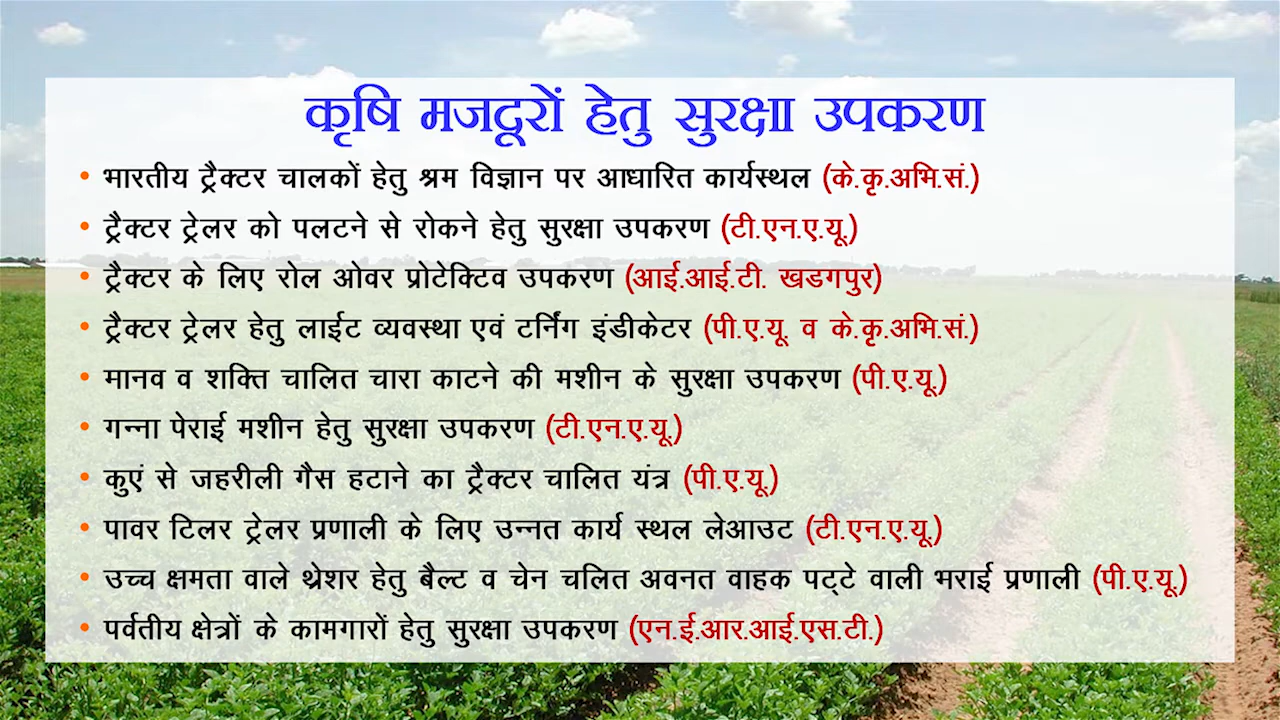 कृषि मजदूरों हेतु सुरक्षा उपकरण
• भारतीय ट्रैक्टर चालकों हेतु श्रम विज्ञान पर आधारित कार्यस्थल (के.कृ.अभि.सं.)
• ट्रैक्टर ट्रेलर को पलटने से रोकने हेतु सुरक्षा उपकरण (टी.एन.ए.यू.)
• ट्रैक्टर के लिए रोल ओवर प्रोटेक्टिव उपकरण (आई.आई.टी. खडगपुर)
• ट्रैक्टर ट्रेलर हेतु लाईट व्यवस्था एवं टर्निंग इंडीकेटर (पी.ए.यू. व के.कृ.अभि.सं.)
• मानव व शक्ति चालित चारा काटने की मशीन के सुरक्षा उपकरण (पी.ए.यू.)
• गन्ना पेराई मशीन हेतु सुरक्षा उपकरण (टी.एन.ए.यू.)
• कुएं से जहरीली गैस हटाने का ट्रैक्टर चालित यंत्र (पी.ए.यू.)
• पावर टिलर ट्रेलर प्रणाली के लिए उन्नत कार्य स्थल लेआउट (टी.एन.ए.यू.)
• उच्च क्षमता वाले थ्रेशर हेतु बैल्ट व चेन चलित अवनत वाहक पट्टे वाली भराई प्रणाली (पी.ए.यू.)
• पर्वतीय क्षेत्रों के कामगारों हेतु सुरक्षा उपकरण (एन.ई.आर.आई.एस.टी.)